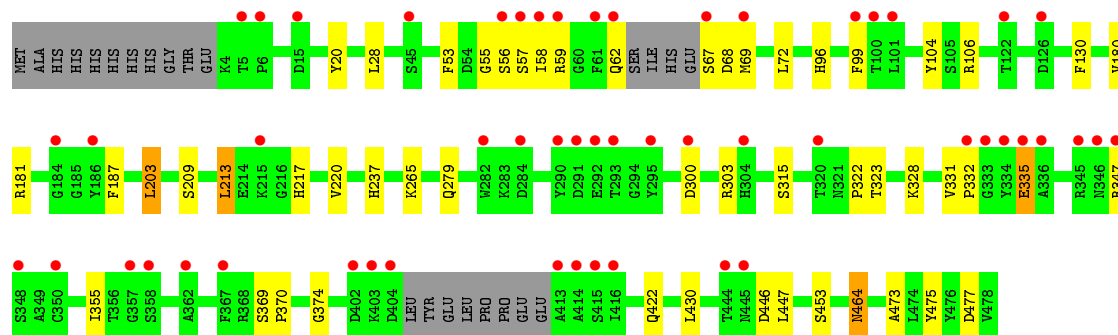 MET ALA HIS HIS HIS HIS HIS HIS GLY THR GLU K4 T5 P6 D15 Y20 L28 S45 F53 D54 G55 S56 S57 I58 R59 G60 F61 Q62 SER ILE HIS GLU S67 D68 M69 L72 H96 F99 T100 L101 Y104 S105 R106 T122 D126 F130 V180
R181 G184 G185 Y186 F187 L203 S209 L213 E214 K215 G216 H217 V220 H237 K265 Q279 W282 K283 D284 Y290 D291 E292 T293 G294 Y295 D300 R303 H304 S315 T320 N321 P322 T323 K328 V331 P332 G333 Y334 E335 A336 R345 N346 R347
S348 A349 C350 I355 T356 G357 S358 A362 F367 R368 S369 P370 G374 D402 K403 D404 LEU TYR GLU LEU PRO PRO GLU GLU A413 A414 S415 I416 Q422 L430 T444 N445 D446 L447 S453 N464 A473 L474 Y475 Y476 D477 V478